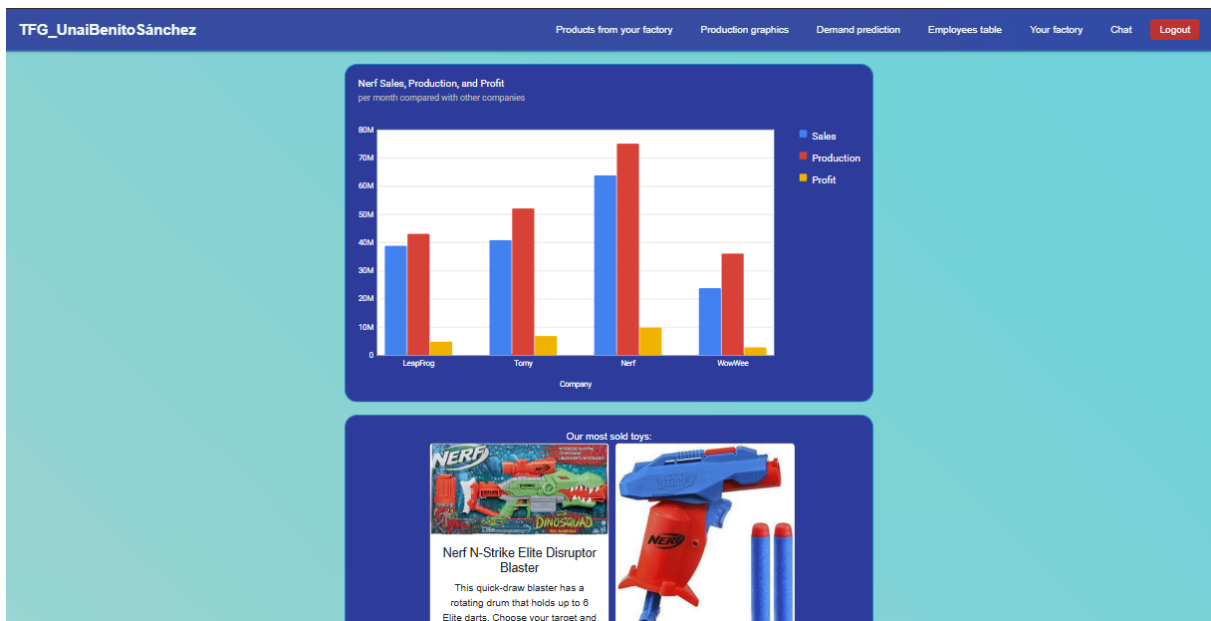 TFG_UnaiBenitoSánchez
Products from your factory
Production graphics
Demand prediction
Employees table
Your factory
Chat
Logout
Nerf Sales, Production, and Profit
per month compared with other companies
80M
70M
60M
50M
40M
30M
20M
10M
0
Sales
Production
Profit
LeapFrog
Tomy
Nerf
WowWee
Company
Our most sold toys:
NERF
DINOSQUAD
NERF
Nerf N-Strike Elite Disruptor
Blaster
This quick-draw blaster has a
rotating drum that holds up to 6
Elite darts. Choose your target and